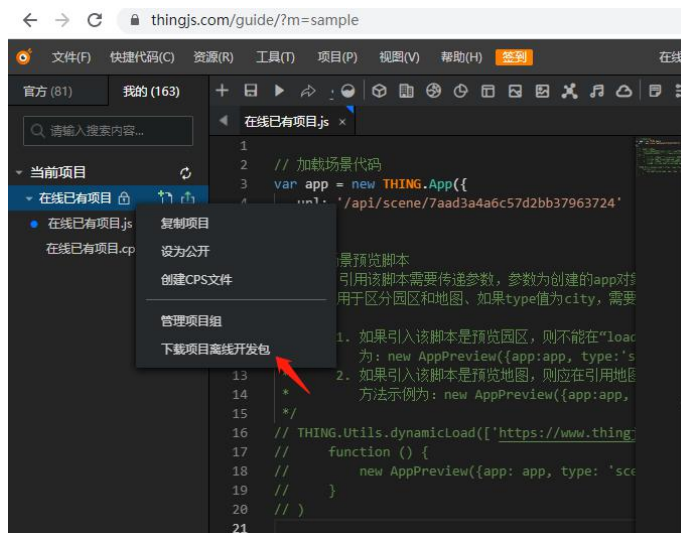 thingjs.com/guide/?m=sample
文件(F) 快捷代码(C) 资源(R) 工具(T) 项目(P) 视图(V) 帮助(H) 签到 在线
官方 (81) 我的 (163)
请输入搜索内容...
在线已有项目.js ×
当前项目
在线已有项目
在线已有项目.js
在线已有项目.cp
复制项目
设为公开
创建CPS文件
管理项目组
下载项目离线开发包
1
2 // 加载场景代码
3 var app = new THING.App({
4 url: '/api/scene/7aad3a4a6c57d2bb37963724'
景预览脚本
引用该脚本需要传递参数，参数为创建的app对象
用于区分园区和地图、如果type值为city，需要
1. 如果引入该脚本是预览园区，则不能在“load
为: new AppPreview({app:app, type:'s
13 * 2. 如果引入该脚本是预览地图，则应在引用地图
14 * 方法示例为: new AppPreview({app:app,
15 */
16 // THING.Utils.dynamicLoad(['https://www.thing
17 // function () {
18 // new AppPreview({app: app, type: 'sce
19 // }
20 // )
21